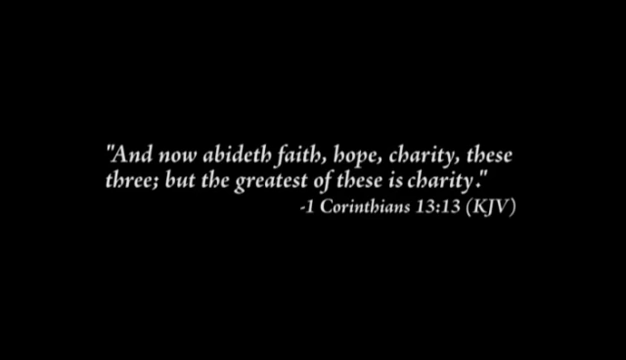 "And now abideth faith, hope, charity, these
three; but the greatest of these is charity."
-1 Corinthians 13:13 (KJV)